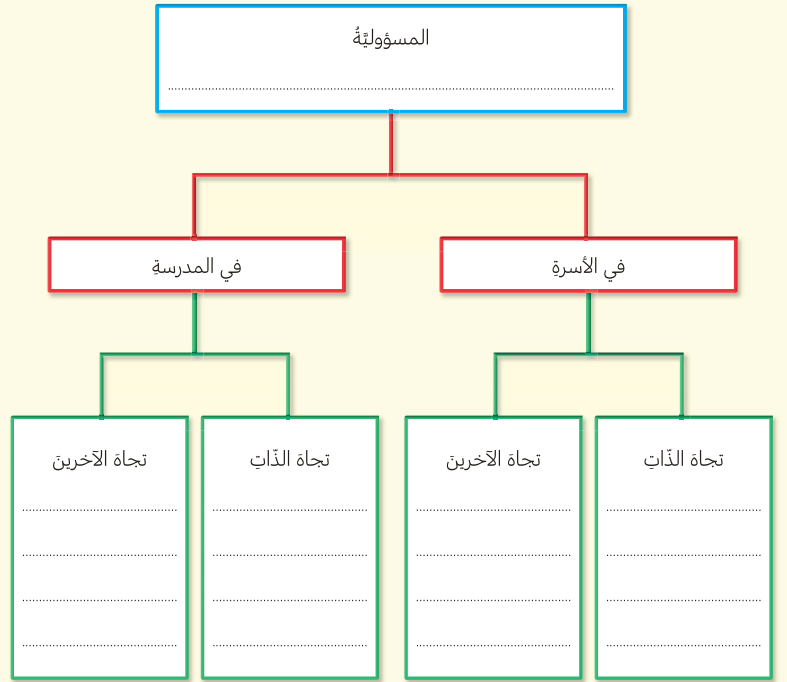 المسؤوليَّةُ
في الأسرةِ
في المدرسةِ
تجاهَ الذّاتِ
تجاهَ الآخرينَ
تجاهَ الذّاتِ
تجاهَ الآخرينَ